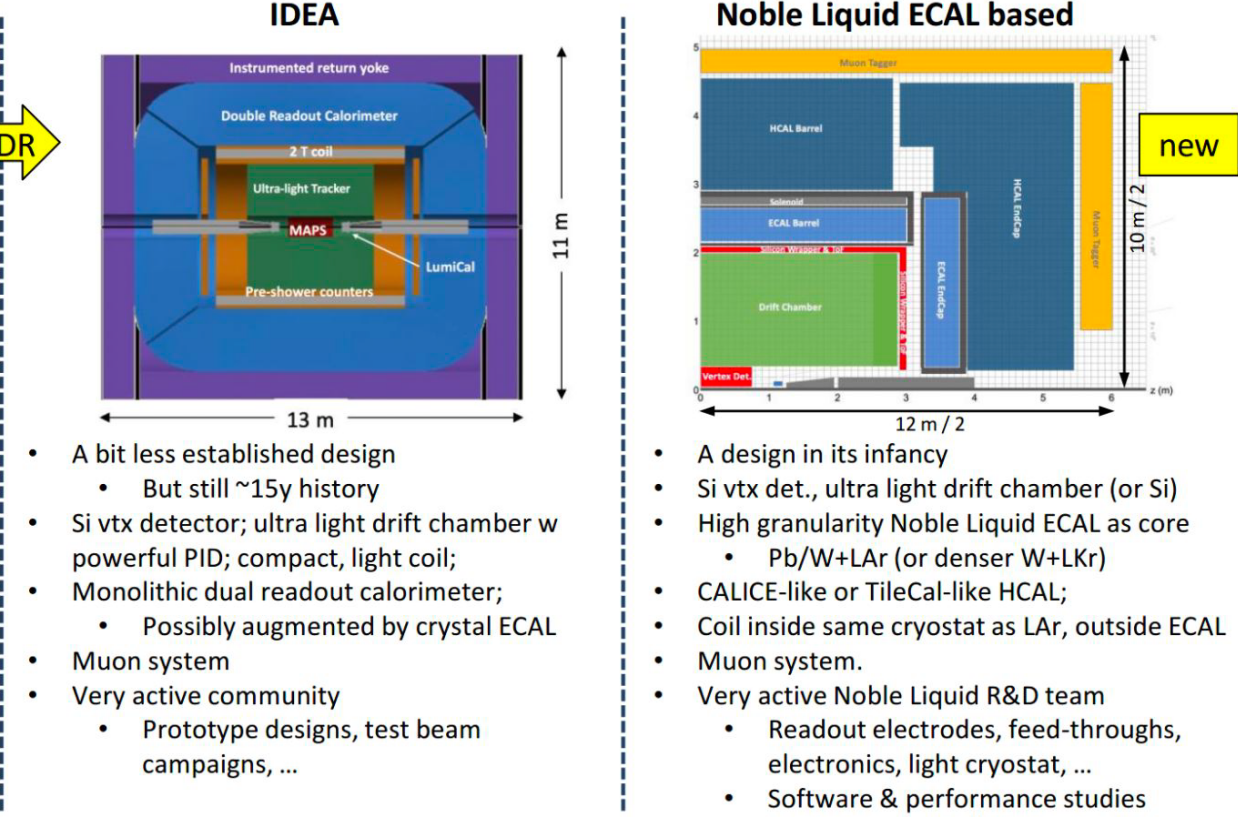 IDEA
Instrumented return yoke
Double Readout Calorimeter
2 T coil
Ultra-light Tracker
MAPS
LumiCal
Pre-shower counters
11 m
13 m
DR
• A bit less established design
• But still ~15y history
• Si vtx detector; ultra light drift chamber w
powerful PID; compact, light coil;
• Monolithic dual readout calorimeter;
• Possibly augmented by crystal ECAL
• Muon system
• Very active community
• Prototype designs, test beam
campaigns, ...
Noble Liquid ECAL based
5
Muon Tagger
4
HCAL Barrel
HCAL EndCap
3
Solenoid
ECAL Barrel
2
Silicon Wrapper & ToF
Silicon Wrapper & ToF
ECAL EndCap
Muon Tagger
Drift Chamber
1
Vertex Det.
0
0 1 2 3 4 5 6 z (m)
12 m / 2
10 m / 2
new
• A design in its infancy
• Si vtx det., ultra light drift chamber (or Si)
• High granularity Noble Liquid ECAL as core
• Pb/W+LAr (or denser W+LKr)
• CALICE-like or TileCal-like HCAL;
• Coil inside same cryostat as LAr, outside ECAL
• Muon system.
• Very active Noble Liquid R&D team
• Readout electrodes, feed-throughs,
electronics, light cryostat, ...
• Software & performance studies